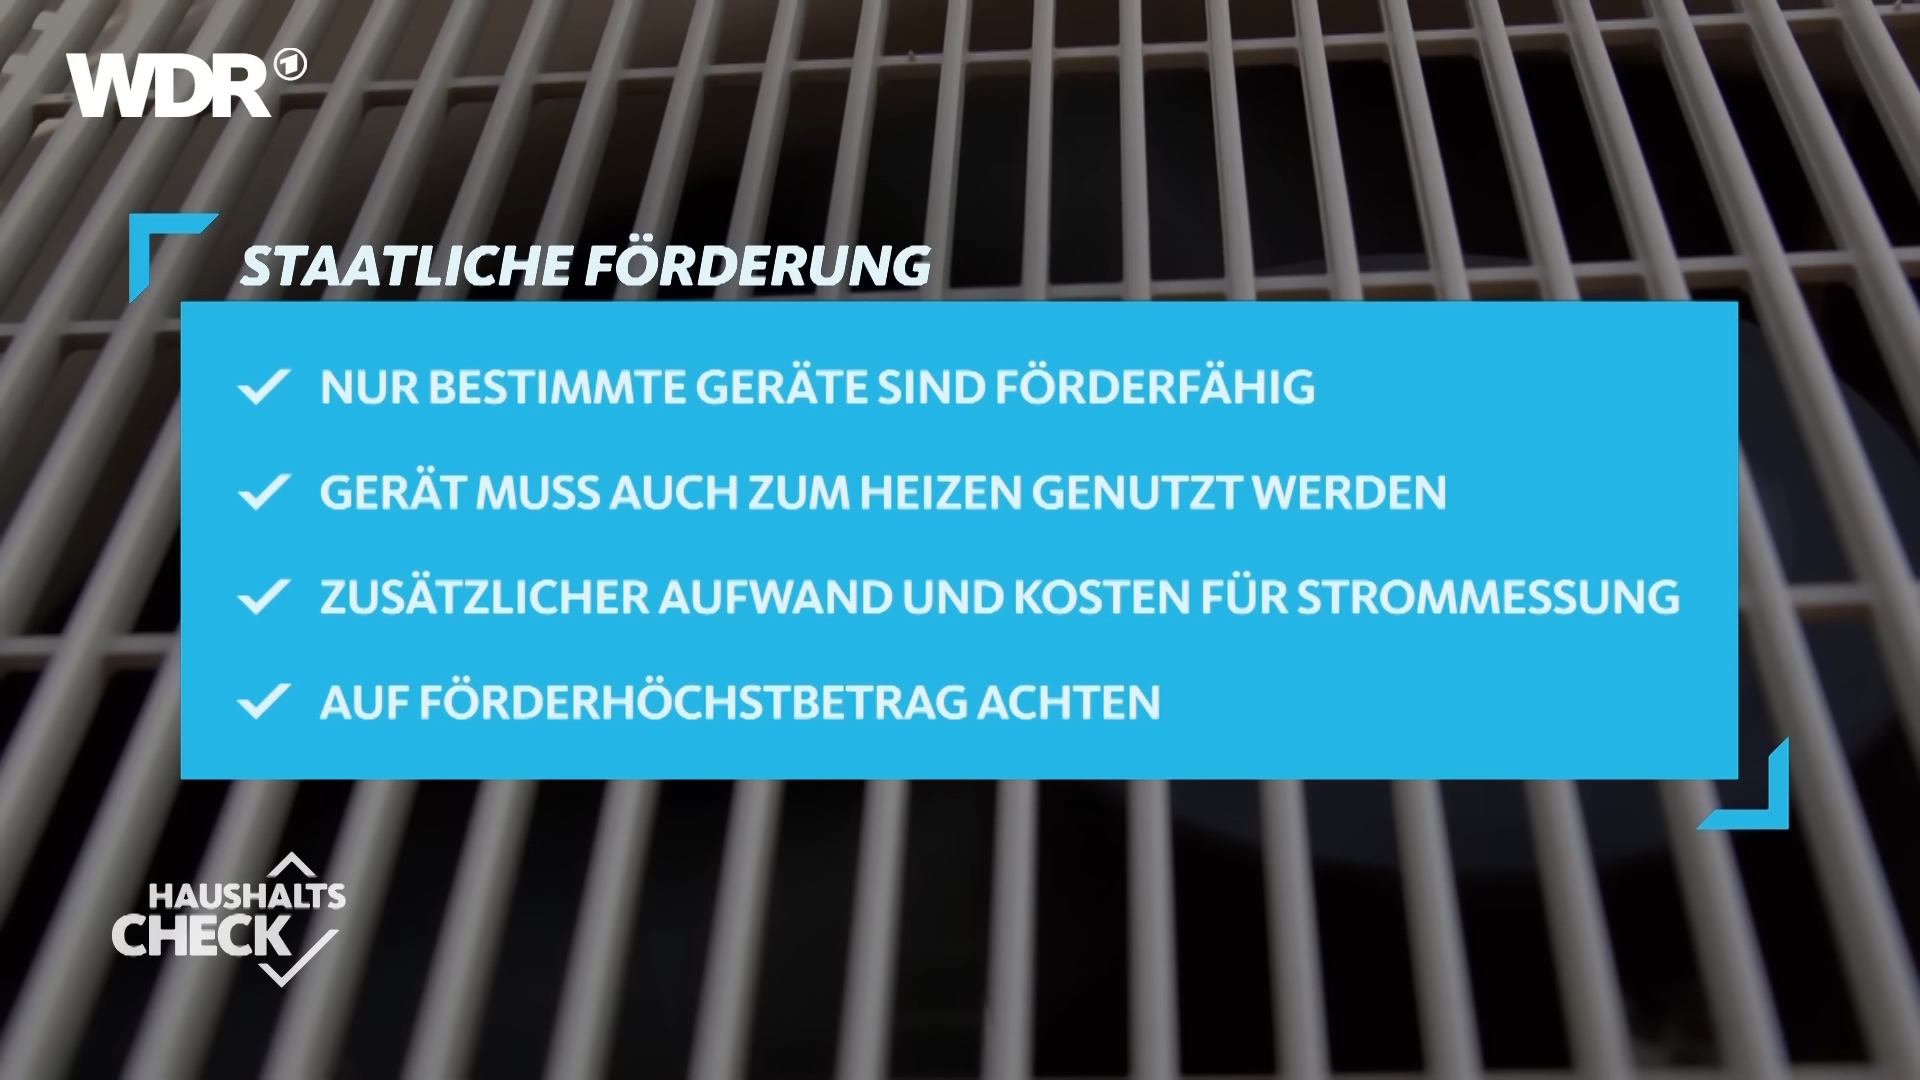 WDR
STAATLICHE FÖRDERUNG
NUR BESTIMMTE GERÄTE SIND FÖRDERFÄHIG
GERÄT MUSS AUCH ZUM HEIZEN GENUTZT WERDEN
ZUSÄTZLICHER AUFWAND UND KOSTEN FÜR STROMMESSUNG
AUF FÖRDERHÖCHSTBETRAG ACHTEN
HAUSHALTS
CHECK